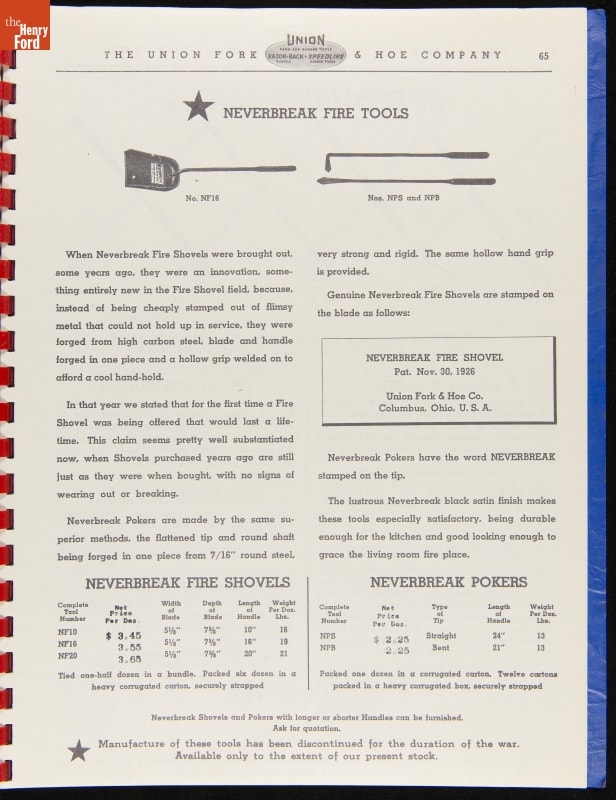 the
Henry
Ford
THE UNION FORK & HOE COMPANY 65
UNION
FARM AND GARDEN TOOLS
RAZOR-BACK SPEEDLINE
NEVERBREAK FIRE TOOLS
No. NF16
Nos. NPS and NPB
When Neverbreak Fire Shovels were brought out,
some years ago, they were an innovation, some-
thing entirely new in the Fire Shovel field, because,
instead of being cheaply stamped out of flimsy
metal that could not hold up in service, they were
forged from high carbon steel, blade and handle
forged in one piece and a hollow grip welded on to
afford a cool hand-hold.
In that year we stated that for the first time a Fire
Shovel was being offered that would last a life-
time. This claim seems pretty well substantiated
now, when Shovels purchased years ago are still
just as they were when bought, with no signs of
wearing out or breaking.
Neverbreak Pokers are made by the same su-
perior methods, the flattened tip and round shaft
being forged in one piece from 7/16" round steel,
very strong and rigid. The same hollow hand grip
is provided.
Genuine Neverbreak Fire Shovels are stamped on
the blade as follows:
NEVERBREAK FIRE SHOVEL
Pat. Nov. 30, 1926
Union Fork & Hoe Co.
Columbus, Ohio, U. S. A.
Neverbreak Pokers have the word NEVERBREAK
stamped on the tip.
The lustrous Neverbreak black satin finish makes
these tools especially satisfactory, being durable
enough for the kitchen and good looking enough to
grace the living room fire place.
NEVERBREAK FIRE SHOVELS
Complete Tool Number Net Price Per Doz. Width of Blade Depth of Blade Length of Handle Weight Per Doz. Lbs.
NF10 $ 3.45 5⅛" 7⅝" 10" 16
NF16 3.55 5⅛" 7⅝" 16" 19
NF20 3.65 5⅛" 7⅝" 20" 21
Tied one-half dozen in a bundle. Packed six dozen in a
heavy corrugated carton, securely strapped
NEVERBREAK POKERS
Complete Tool Number Net Price Per Doz. Type of Tip Length of Handle Weight Per Doz. Lbs.
NPS $ 2.25 Straight 24" 13
NPB 2.25 Bent 21" 13
Packed one dozen in a corrugated carton, Twelve cartons
packed in a heavy corrugated box, securely strapped
Neverbreak Shovels and Pokers with longer or shorter Handles can be furnished.
Ask for quotation.
Manufacture of these tools has been discontinued for the duration of the war.
Available only to the extent of our present stock.